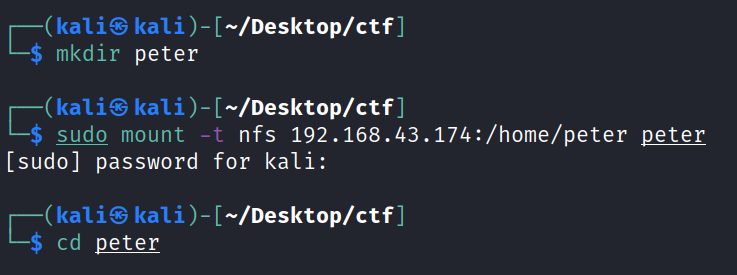 ┌──(kali㉿kali)-[~/Desktop/ctf]
└─$ mkdir peter
┌──(kali㉿kali)-[~/Desktop/ctf]
└─$ sudo mount -t nfs 192.168.43.174:/home/peter peter
[sudo] password for kali:
┌──(kali㉿kali)-[~/Desktop/ctf]
└─$ cd peter